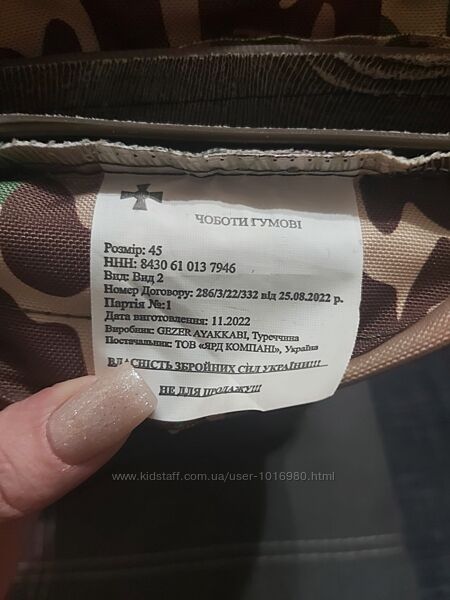 ЧОБОТИ ГУМОВІ
Розмір: 45
ННН: 8430 61 013 7946
Вид: Вид 2
Номер Договору: 286/3/22/332 від 25.08.2022 р.
Партія №:1
Дата виготовлення: 11.2022
Виробник: GEZER AYAKKABI, Туреччина
Постачальник: ТОВ «ЯРД КОМПАНІ», Україна
ВЛАСНІСТЬ ЗБРОЙНИХ СИЛ УКРАЇНИ!!!
НЕ ДЛЯ ПРОДАЖУ!!!
www.kidstaff.com.ua/user-1016980.html